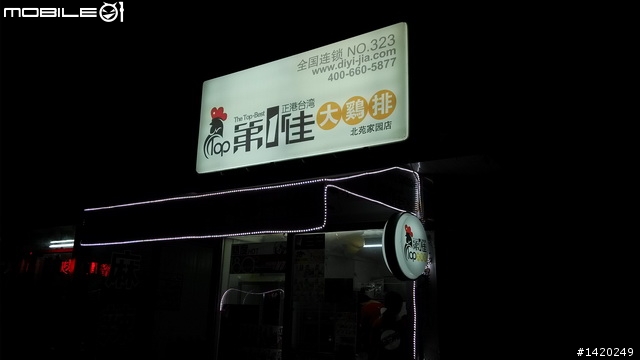 MOBILE01
全国连锁 NO.323
www.diyi-jia.com
400-660-5877
The Top-Best
正港台湾
Top
第1佳
大鷄排
北苑家园店
Top
#1420249